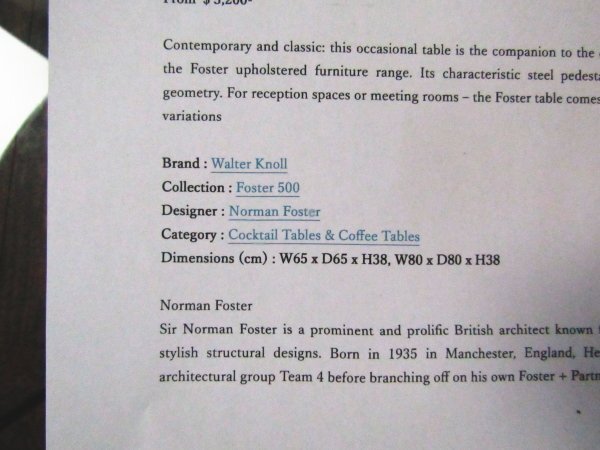 From $ 5,200-
Contemporary and classic: this occasional table is the companion to the
the Foster upholstered furniture range. Its characteristic steel pedesta
geometry. For reception spaces or meeting rooms – the Foster table comes
variations
Brand : Walter Knoll
Collection : Foster 500
Designer : Norman Foster
Category : Cocktail Tables & Coffee Tables
Dimensions (cm) : W65 x D65 x H38, W80 x D80 x H38
Norman Foster
Sir Norman Foster is a prominent and prolific British architect known
stylish structural designs. Born in 1935 in Manchester, England, He
architectural group Team 4 before branching off on his own Foster + Partn